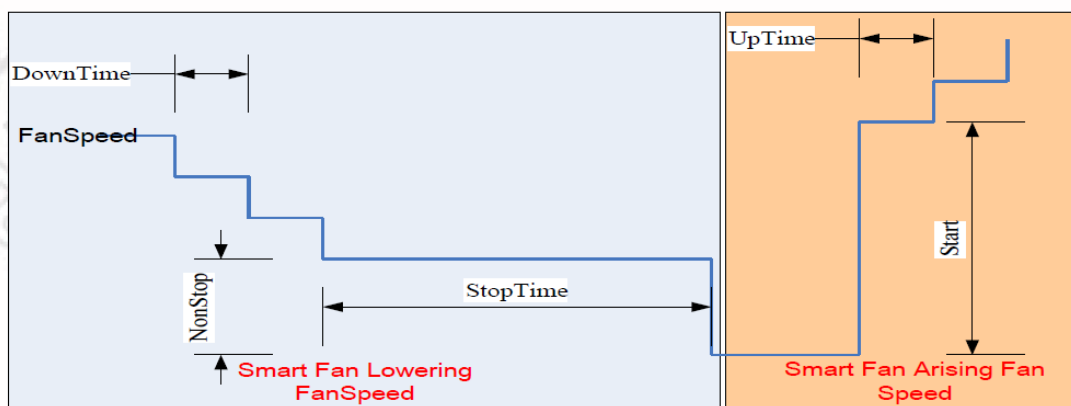 UpTime
DownTime
FanSpeed
Start
NonStop
StopTime
Smart Fan Lowering
FanSpeed
Smart Fan Arising Fan
Speed